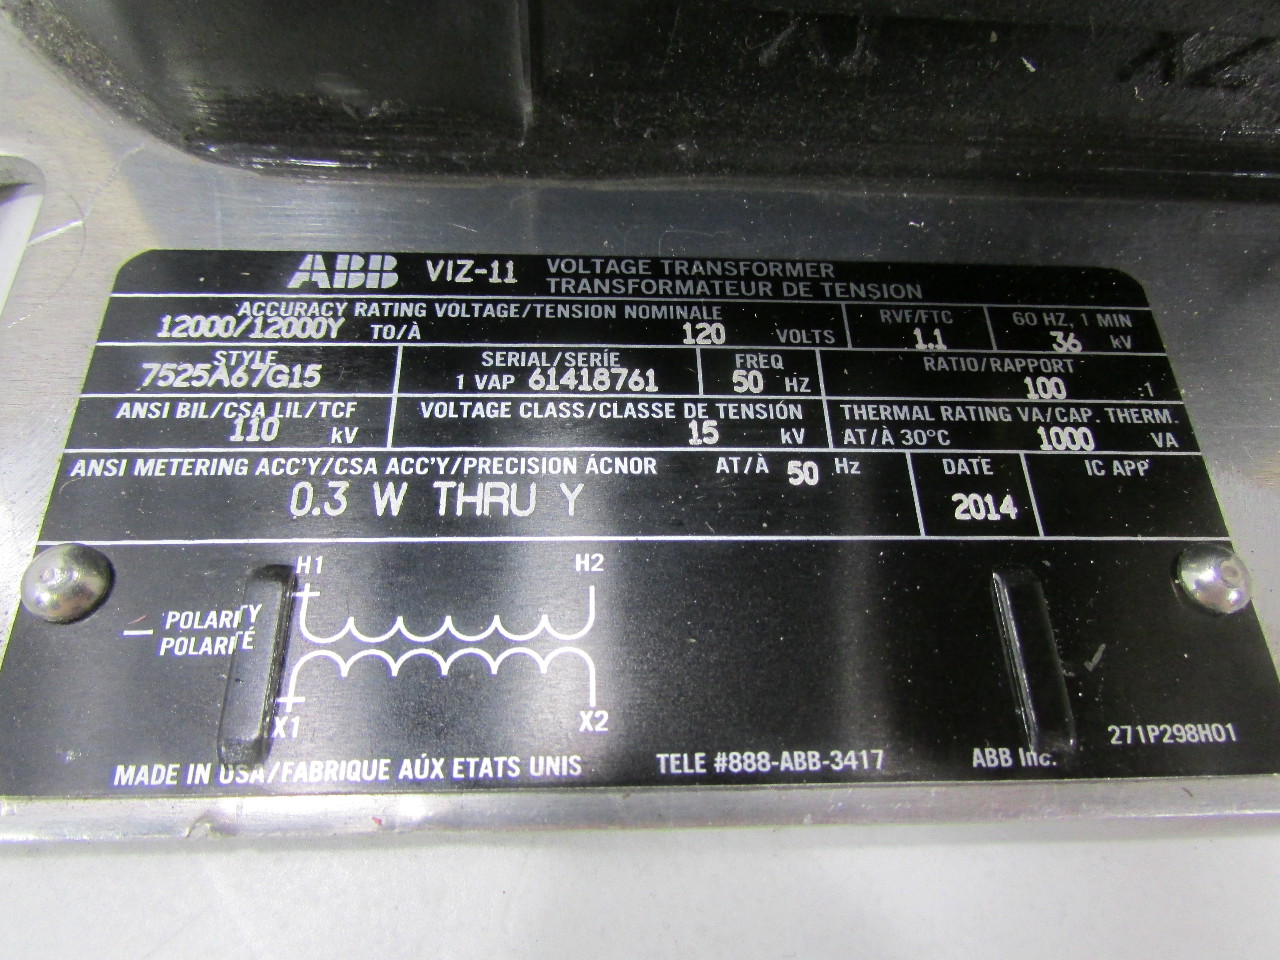 ABB VIZ-11 VOLTAGE TRANSFORMER
TRANSFORMATEUR DE TENSION
ACCURACY RATING VOLTAGE/TENSION NOMINALE
12000/12000Y TO/À 120 VOLTS
RVF/FTC
1.1
60 HZ, 1 MIN
36 kV
STYLE
7525A67G15
SERIAL/SERÍE
1 VAP 61418761
FREQ
50 HZ
RATIO/RAPPORT
100 :1
ANSI BIL/CSA LIL/TCF
110 kV
VOLTAGE CLASS/CLASSE DE TENSIÓN
15 kV
THERMAL RATING VA/CAP. THERM.
AT/À 30°C 1000 VA
ANSI METERING ACC'Y/CSA ACC'Y/PRECISION ÁCNOR AT/À 50 Hz
0.3 W THRU Y
DATE
2014
IC APP'
H1 H2
POLARITY
POLARITÉ
X1 X2
271P298H01
MADE IN USA/FABRIQUE AÚX ETATS UNIS TELE #888-ABB-3417 ABB Inc.